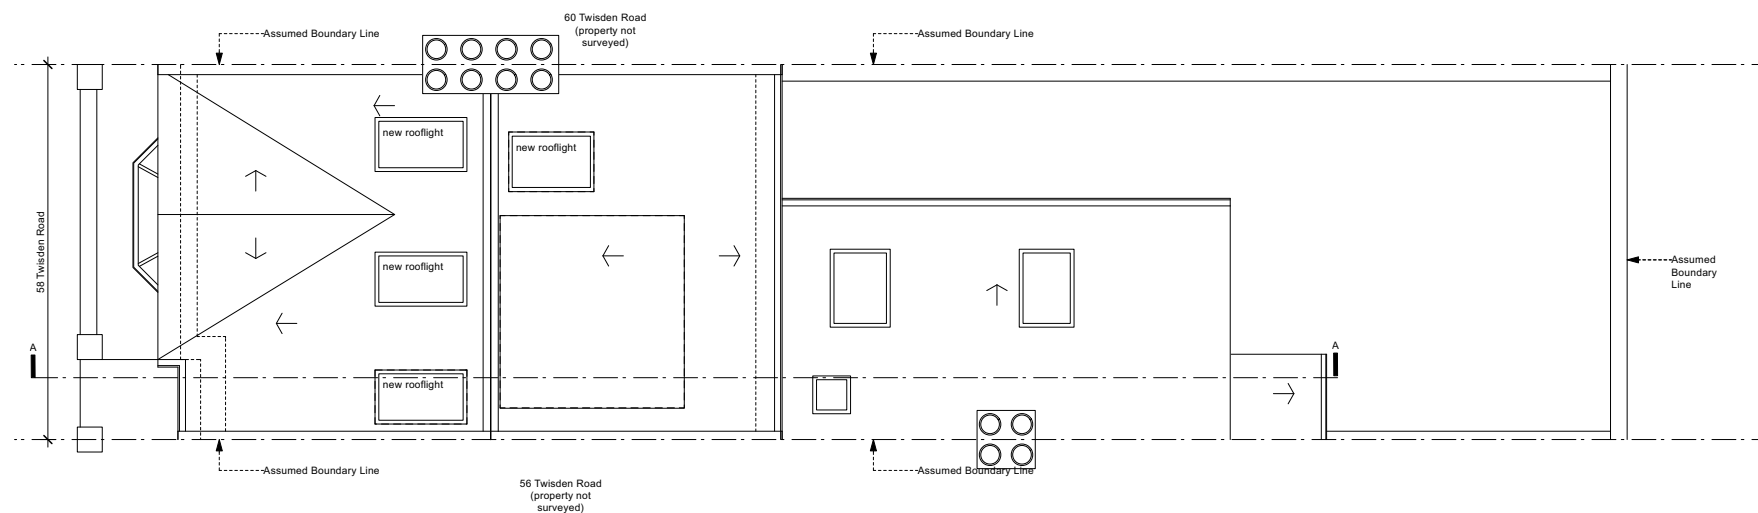 60 Twisden Road
(property not
surveyed)
Assumed Boundary Line
Assumed Boundary Line
new rooflight
new rooflight
58 Twisden Road
new rooflight
Assumed
Boundary
Line
A
A
new rooflight
Assumed Boundary Line
Assumed Boundary Line
56 Twisden Road
(property not
surveyed)